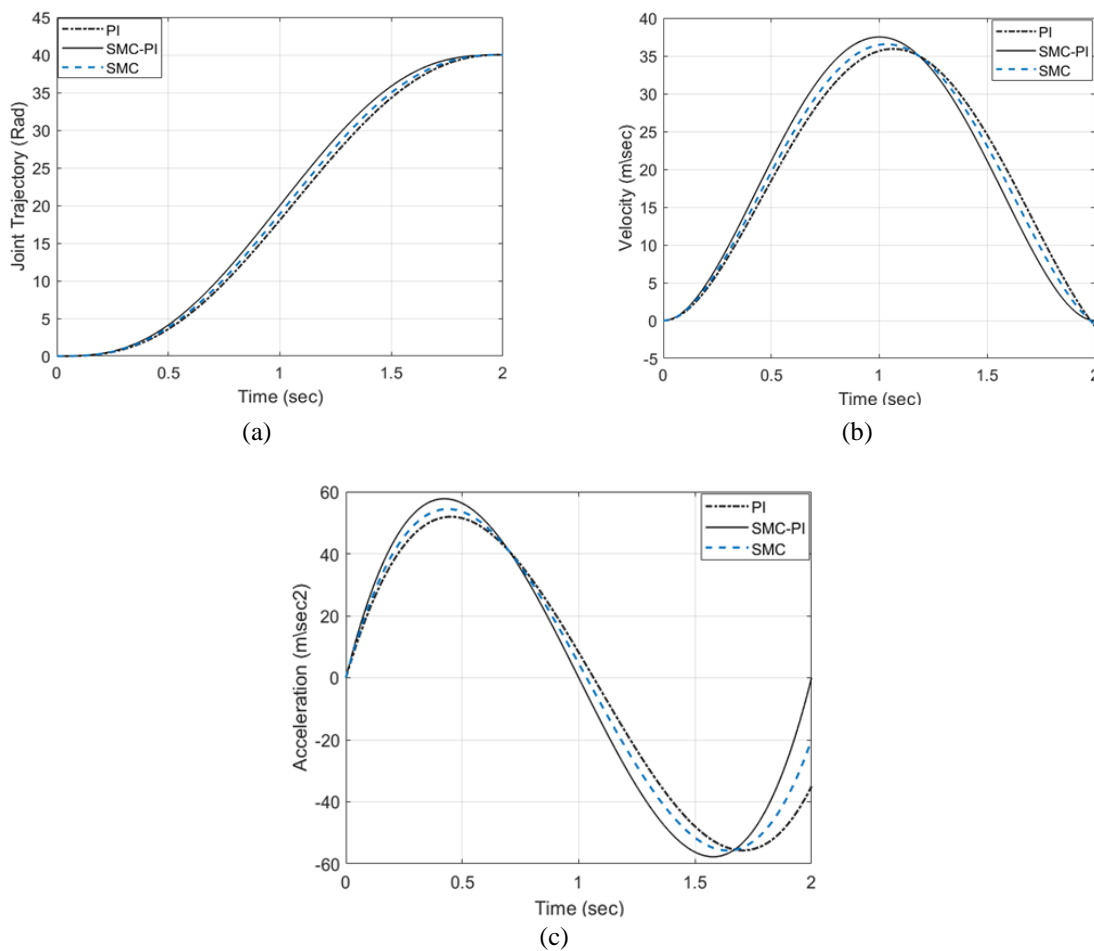 45
40
35
30
25
20
15
10
5
0
Joint Trajectory (Rad)
PI
SMC-PI
SMC
0 0.5 1 1.5 2
Time (sec)
(a)
40
35
30
25
20
15
10
5
0
-5
Velocity (m\sec)
PI
SMC-PI
SMC
0 0.5 1 1.5 2
Time (sec)
(b)
60
40
20
0
-20
-40
-60
Acceleration (m\sec2)
PI
SMC-PI
SMC
0 0.5 1 1.5 2
Time (sec)
(c)